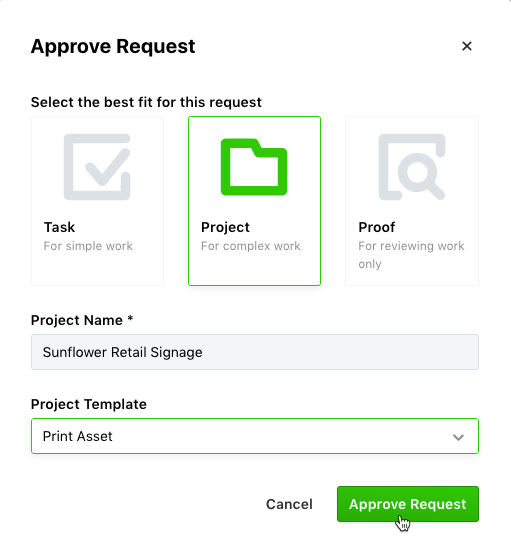 Approve Request
Select the best fit for this request
Task
For simple work
Project
For complex work
Proof
For reviewing work
only
Project Name *
Sunflower Retail Signage
Project Template
Print Asset
Cancel
Approve Request